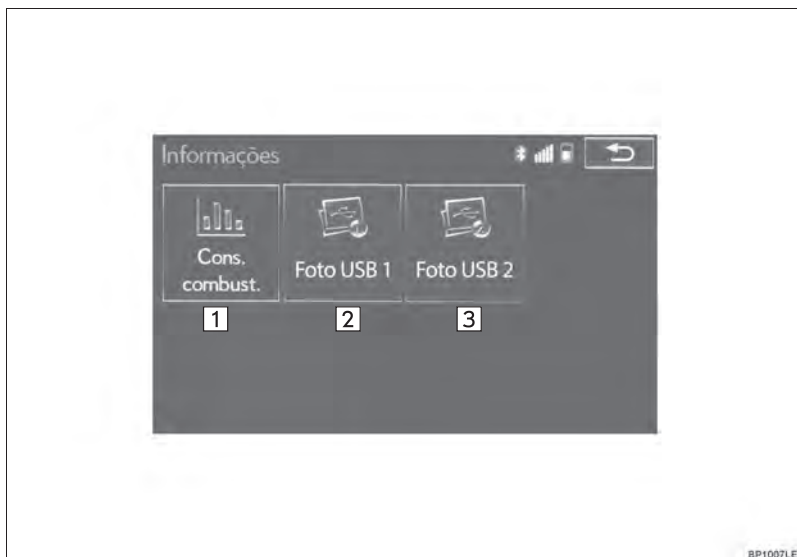 Informações
Cons.
combust.
Foto USB 1
Foto USB 2
1
2
3
BP1007LE